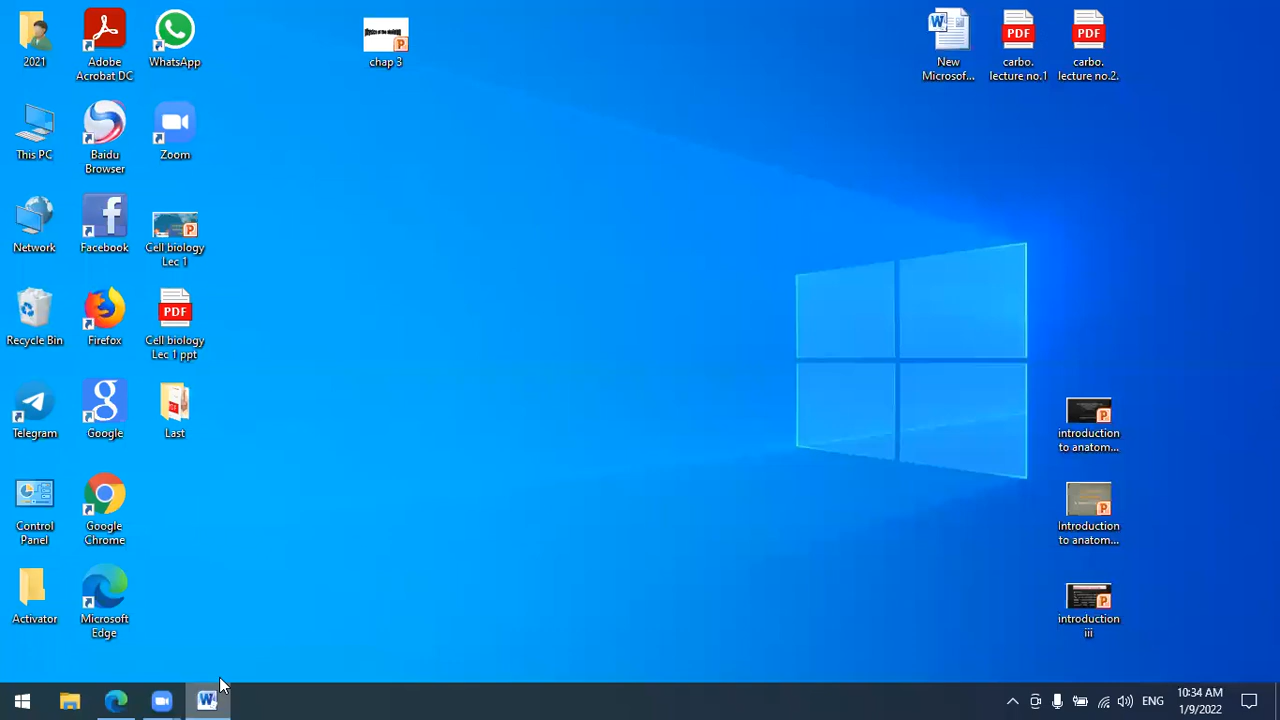 2021
Adobe
Acrobat DC
WhatsApp
chap 3
New
Microsof...
PDF
carbo.
lecture no.1
PDF
carbo.
lecture no.2.
This PC
Baidu
Browser
Zoom
Network
Facebook
Cell biology
Lec 1
Recycle Bin
Firefox
PDF
Cell biology
Lec 1 ppt
Telegram
Google
Last
introduction
to anatom...
Control
Panel
Google
Chrome
Introduction
to anatom...
Activator
Microsoft
Edge
introduction
iii
ENG
10:34 AM
1/9/2022